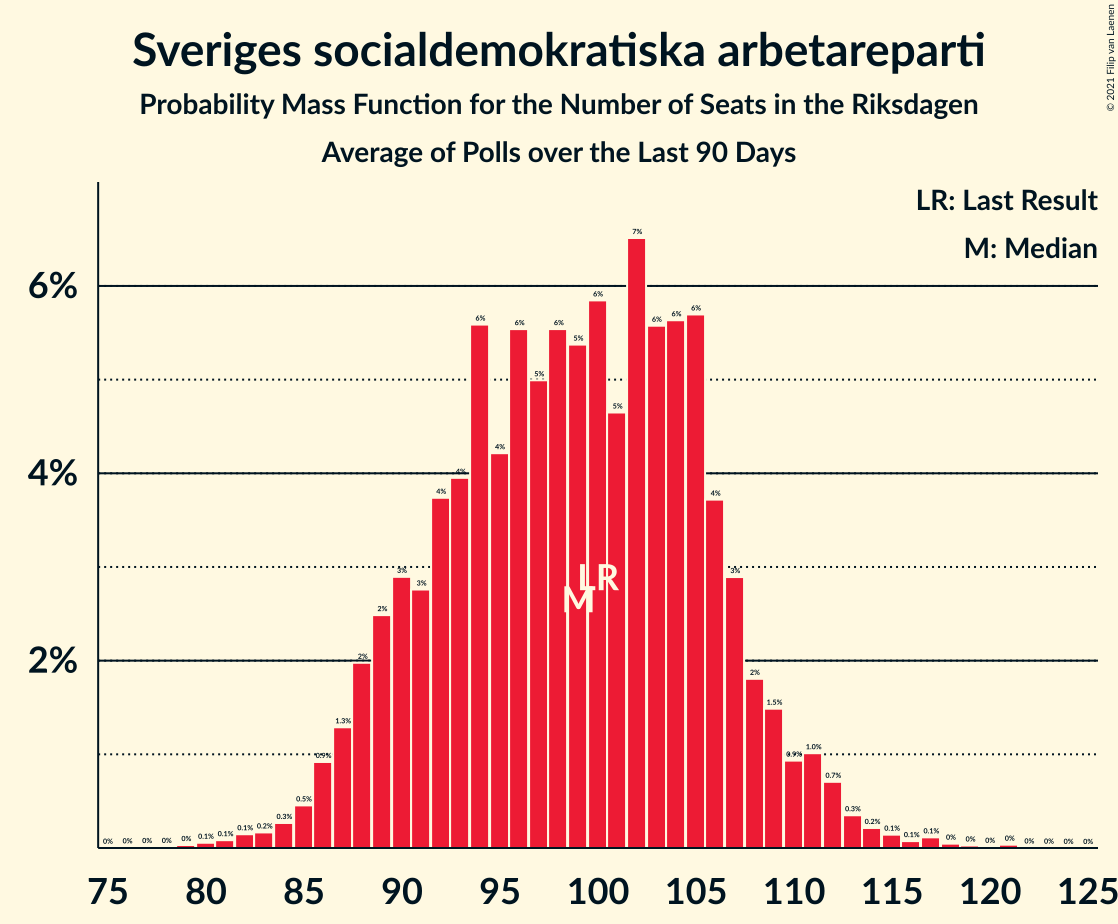 Sveriges socialdemokratiska arbetareparti
Probability Mass Function for the Number of Seats in the Riksdagen
Average of Polls over the Last 90 Days
© 2021 Filip van Laenen
LR: Last Result
M: Median
6%
4%
2%
0% 0% 0% 0% 0% 0.1% 0.1% 0.1% 0.2% 0.3% 0.5% 0.9% 1.3% 2% 2% 3% 3% 4% 4% 6% 4% 6% 5% 6% 5% 6% 5% 7% 6% 6% 6% 4% 3% 2% 1.5% 0.9% 1.0% 0.7% 0.3% 0.2% 0.1% 0.1% 0.1% 0% 0% 0% 0% 0% 0% 0% 0%
LR
M
75 80 85 90 95 100 105 110 115 120 125